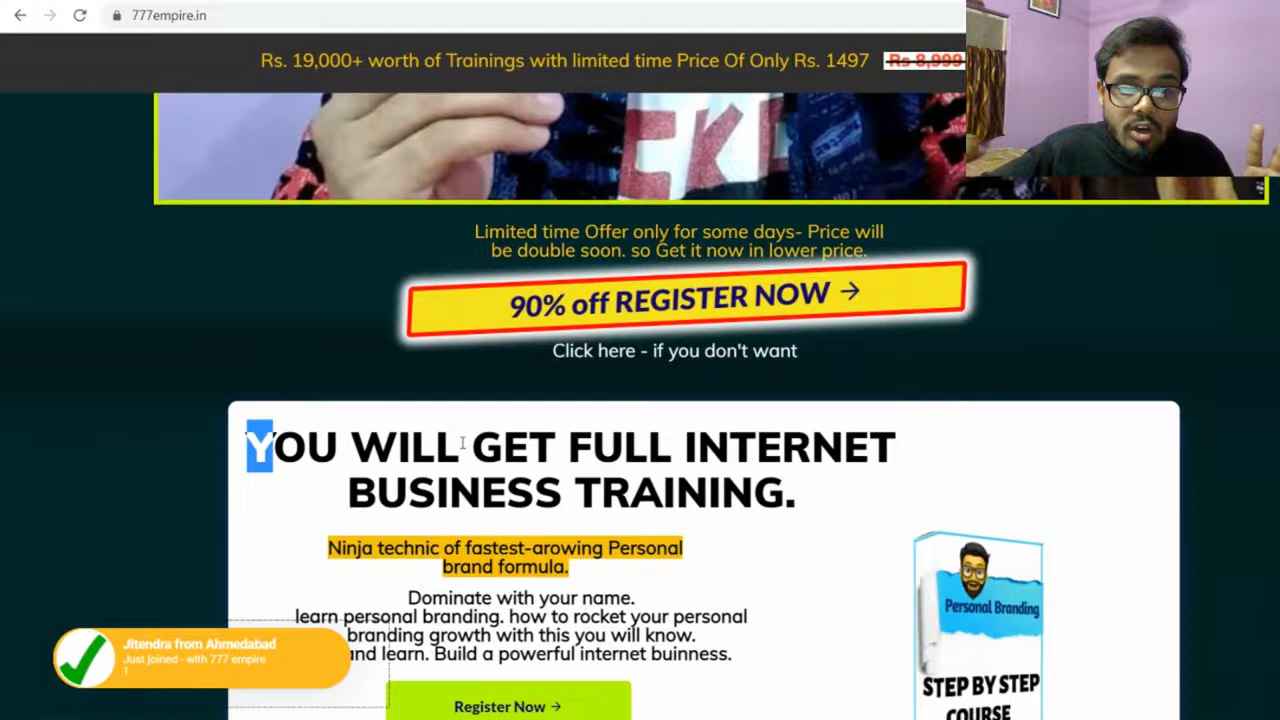 777empire.in
Rs. 19,000+ worth of Trainings with limited time Price Of Only Rs. 1497 Rs 8,999
Limited time Offer only for some days- Price will
be double soon. so Get it now in lower price.
90% off REGISTER NOW →
Click here - if you don't want
YOU WILL GET FULL INTERNET
BUSINESS TRAINING.
Ninja technic of fastest-arowing Personal
brand formula.
Dominate with your name.
learn personal branding. how to rocket your personal
branding growth with this you will know.
and learn. Build a powerful internet buinness.
Register Now →
Personal Branding
STEP BY STEP
COURSE
Jitendra from Ahmedabad
Just joined - with 777 empire
1